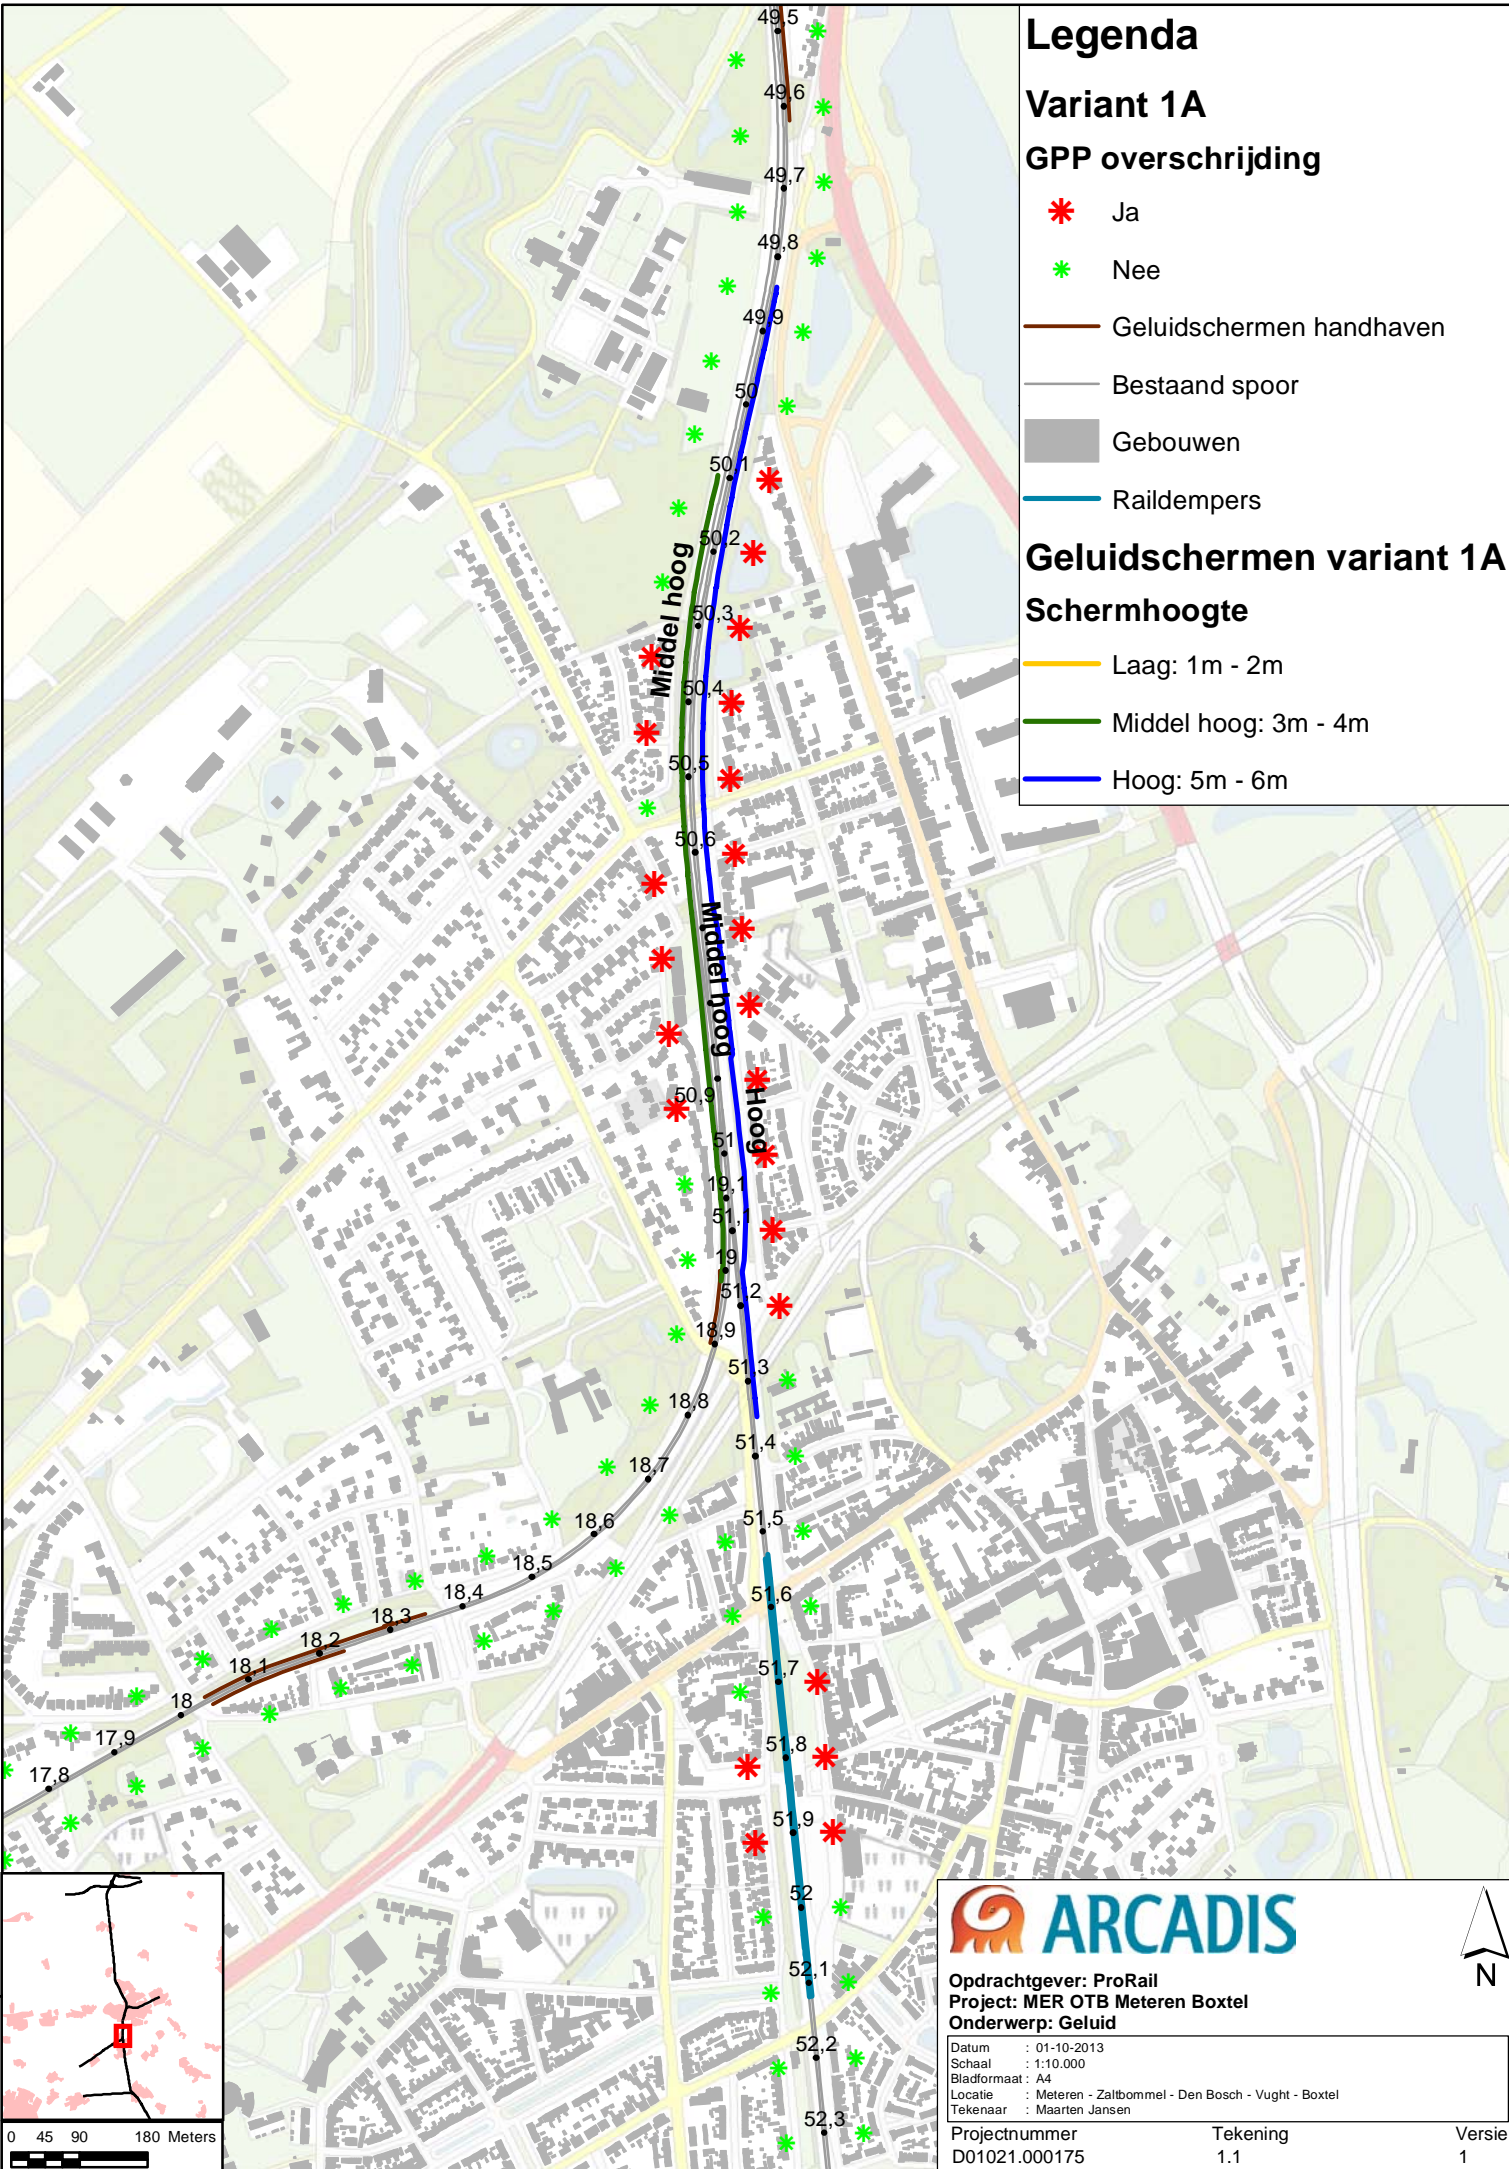 Legenda
Variant 1A
GPP overschrijding
Ja
Nee
Geluidschermen handhaven
Bestaand spoor
Gebouwen
Raildempers
Geluidschermen variant 1A
Schermhoogte
Laag: 1m - 2m
Middel hoog: 3m - 4m
Hoog: 5m - 6m
49,5
49,6
49,7
49,8
49,9
50
50,1
50,2
Middel hoog
50,3
50,4
50,5
50,6
Middel hoog
50,9
Hoog
51
19,1
51,1
19
51,2
18,9
51,3
18,8
51,4
18,7
51,5
18,6
18,5
51,6
18,4
18,3
18,2
51,7
18,1
18
51,8
17,9
17,8
51,9
52
52,1
52,2
52,3
0 45 90 180 Meters
ARCADIS
N
Opdrachtgever: ProRail
Project: MER OTB Meteren Boxtel
Onderwerp: Geluid
Datum : 01-10-2013
Schaal : 1:10.000
Bladformaat : A4
Locatie : Meteren - Zaltbommel - Den Bosch - Vught - Boxtel
Tekenaar : Maarten Jansen
Projectnummer Tekening Versie
D01021.000175 1.1 1